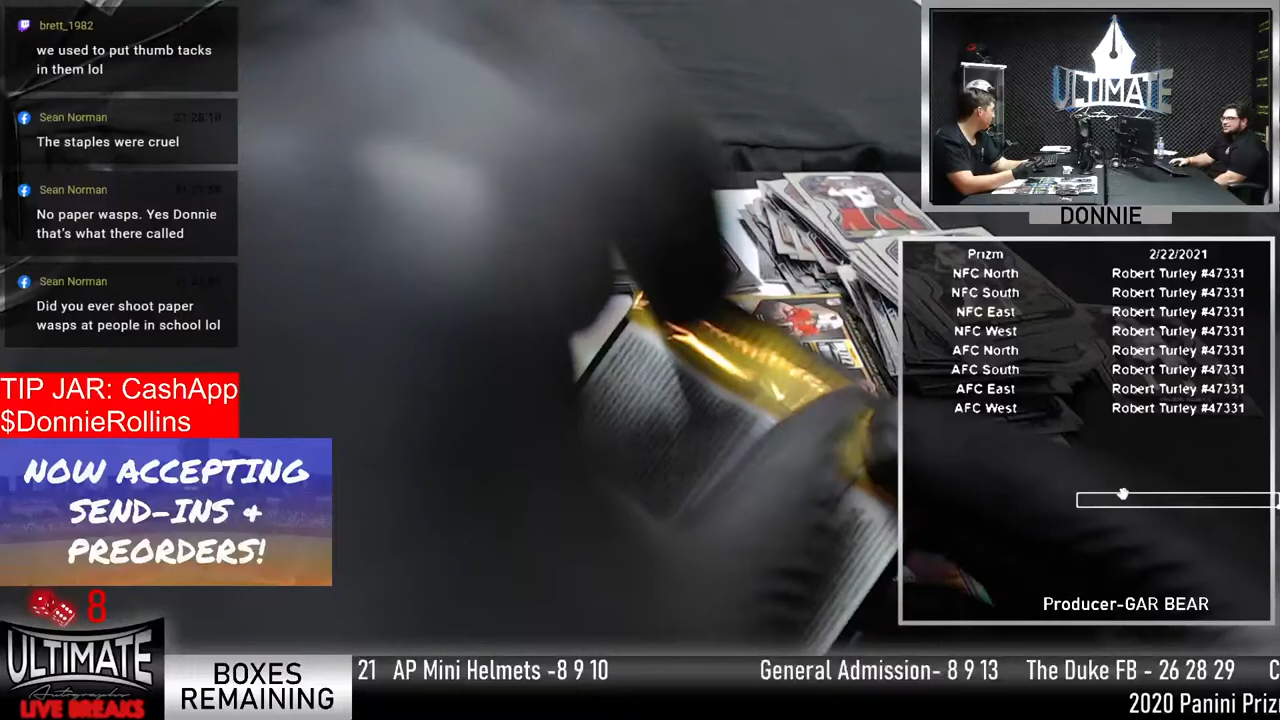 brett_1982
we used to put thumb tacks
in them lol
Sean Norman
The staples were cruel
Sean Norman
No paper wasps. Yes Donnie
that's what there called
Sean Norman
Did you ever shoot paper
wasps at people in school lol
TIP JAR: CashApp
$DonnieRollins
NOW ACCEPTING
SEND-INS &
PREORDERS!
8
ULTIMATE
Autographs
LIVE BREAKS
BOXES
REMAINING
21 AP Mini Helmets -8 9 10 General Admission- 8 9 13 The Duke FB - 26 28 29 C
2020 Panini Priz
ULTIMATE
Autographs
DONNIE
Prizm 2/22/2021
NFC North Robert Turley #47331
NFC South Robert Turley #47331
NFC East Robert Turley #47331
NFC West Robert Turley #47331
AFC North Robert Turley #47331
AFC South Robert Turley #47331
AFC East Robert Turley #47331
AFC West Robert Turley #47331
Producer-GAR BEAR